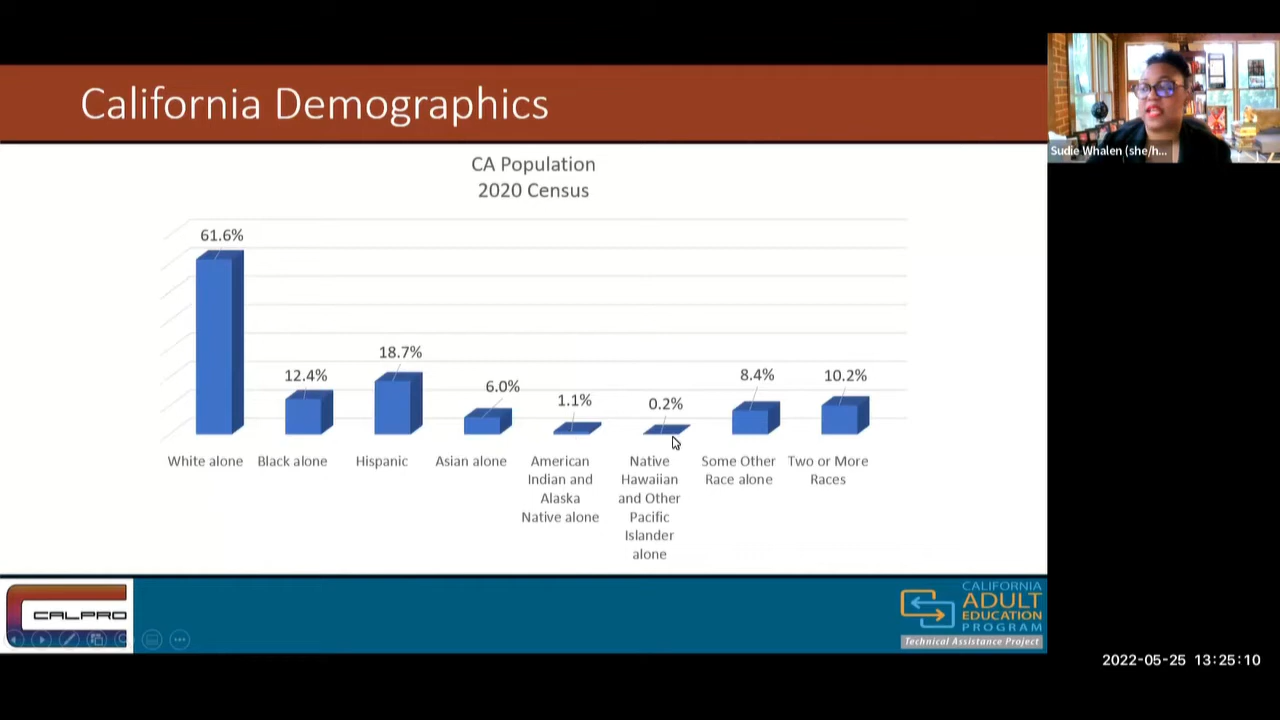 California Demographics
Sudie Whalen (she/h...
CA Population
2020 Census
61.6%
12.4%
18.7%
6.0%
1.1%
0.2%
8.4%
10.2%
White alone
Black alone
Hispanic
Asian alone
American
Indian and
Alaska
Native alone
Native
Hawaiian
and Other
Pacific
Islander
alone
Some Other
Race alone
Two or More
Races
CALPRO
CALIFORNIA
ADULT
EDUCATION
PROGRAM
Technical Assistance Project
2022-05-25 13:25:10